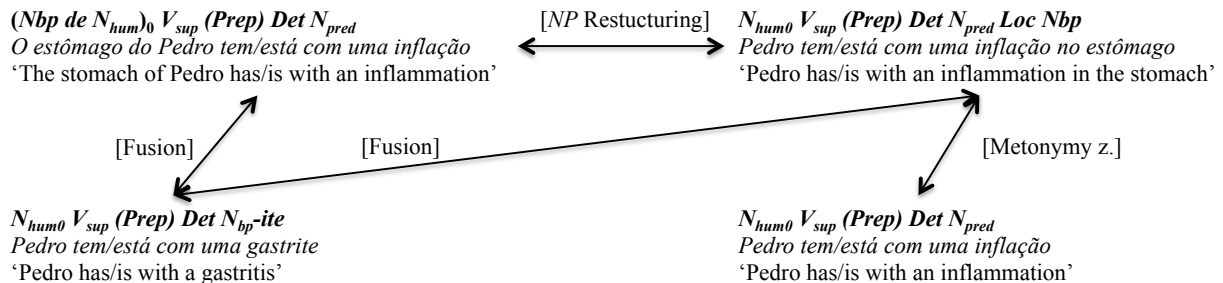 (Nbp de Nhum)0 Vsup (Prep) Det Npred
O estômago do Pedro tem/está com uma inflação
‘The stomach of Pedro has/is with an inflammation’
[NP Restucturing]
Nhum0 Vsup (Prep) Det Npred Loc Nbp
Pedro tem/está com uma inflação no estômago
‘Pedro has/is with an inflammation in the stomach’
[Fusion]
[Fusion]
[Metonymy z.]
Nhum0 Vsup (Prep) Det Nbp-ite
Pedro tem/está com uma gastrite
‘Pedro has/is with a gastritis’
Nhum0 Vsup (Prep) Det Npred
Pedro tem/está com uma inflação
‘Pedro has/is with an inflammation’